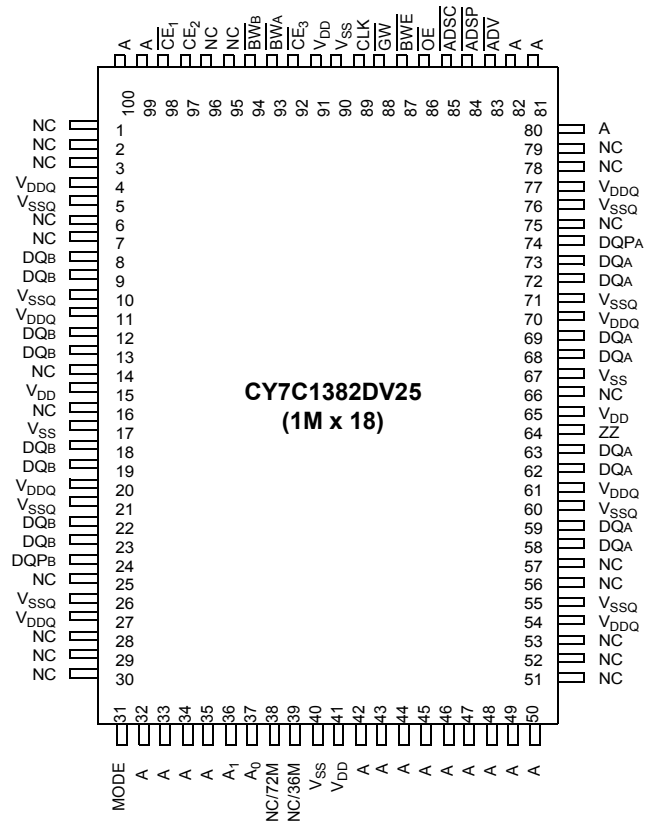 A A CE1 CE2 NC NC BWB BWA CE3 VDD VSS CLK GW BWE OE ADSC ADSP ADV A A
100 99 98 97 96 95 94 93 92 91 90 89 88 87 86 85 84 83 82 81
NC 1
NC 2
NC 3
VDDQ 4
VSSQ 5
NC 6
NC 7
DQB 8
DQB 9
VSSQ 10
VDDQ 11
DQB 12
DQB 13
NC 14
VDD 15
NC 16
VSS 17
DQB 18
DQB 19
VDDQ 20
VSSQ 21
DQB 22
DQB 23
DQPB 24
NC 25
VSSQ 26
VDDQ 27
NC 28
NC 29
NC 30
CY7C1382DV25
(1M x 18)
80 A
79 NC
78 NC
77 VDDQ
76 VSSQ
75 NC
74 DQPA
73 DQA
72 DQA
71 VSSQ
70 VDDQ
69 DQA
68 DQA
67 VSS
66 NC
65 VDD
64 ZZ
63 DQA
62 DQA
61 VDDQ
60 VSSQ
59 DQA
58 DQA
57 NC
56 NC
55 VSSQ
54 VDDQ
53 NC
52 NC
51 NC
31 32 33 34 35 36 37 38 39 40 41 42 43 44 45 46 47 48 49 50
MODE A A A A A1 A0 NC/72M NC/36M VSS VDD A A A A A A A A A